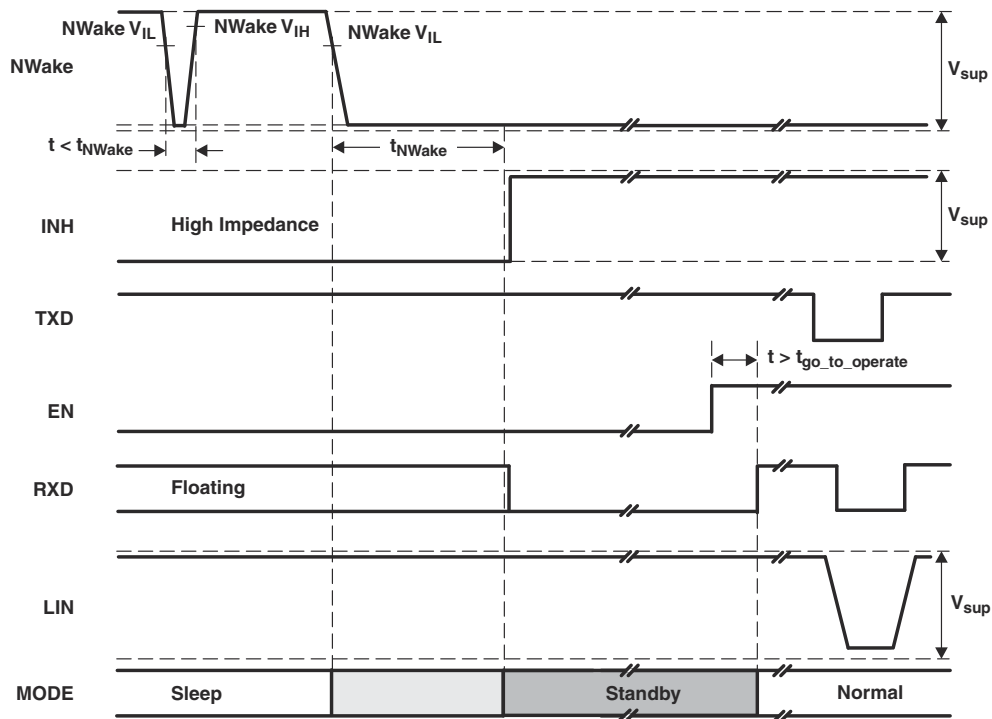 NWake V_IL
NWake V_IH
NWake V_IL
NWake
V_sup
t < t_NWake
t_NWake
INH
High Impedance
V_sup
TXD
t > t_go_to_operate
EN
RXD
Floating
LIN
V_sup
MODE
Sleep
Standby
Normal